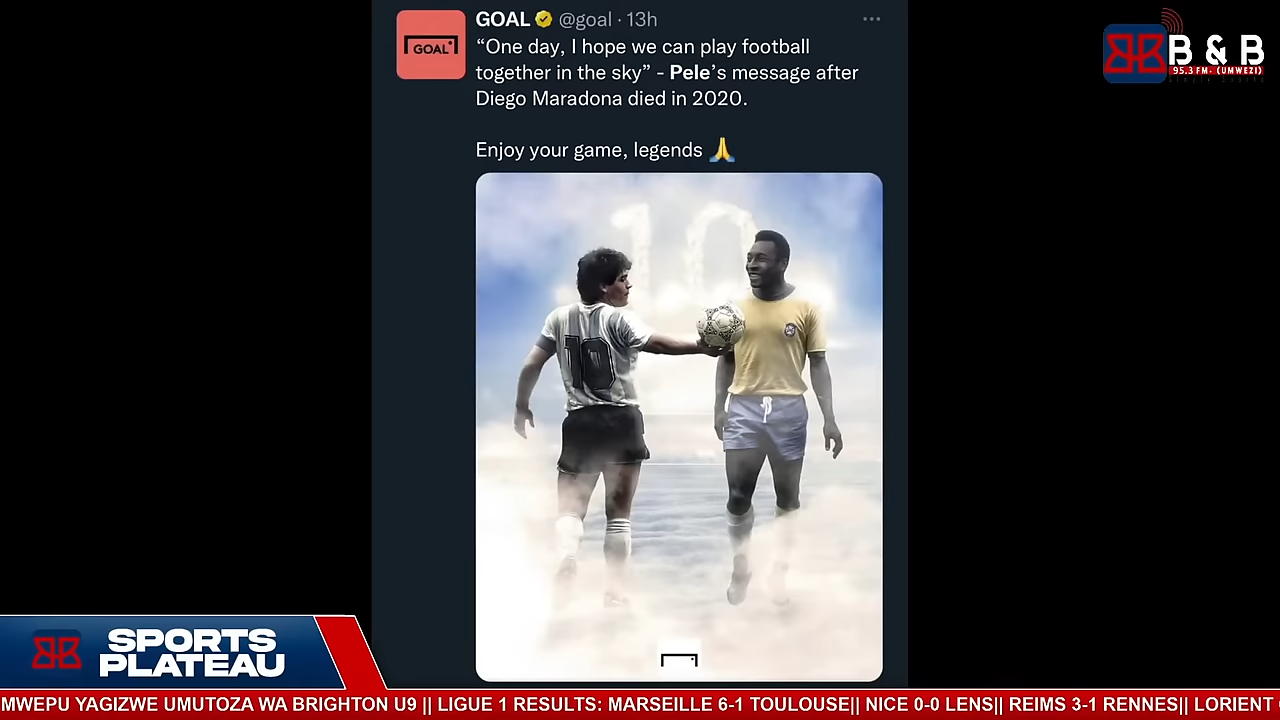 GOAL @goal · 13h
“One day, I hope we can play football
together in the sky” - Pele’s message after
Diego Maradona died in 2020.
Enjoy your game, legends 🙏
GOAL
10
10
B & B
95.3 FM- (UMWEZI)
SPORTS
PLATEAU
MWEPU YAGIZWE UMUTOZA WA BRIGHTON U9 || LIGUE 1 RESULTS: MARSEILLE 6-1 TOULOUSE|| NICE 0-0 LENS|| REIMS 3-1 RENNES|| LORIENT